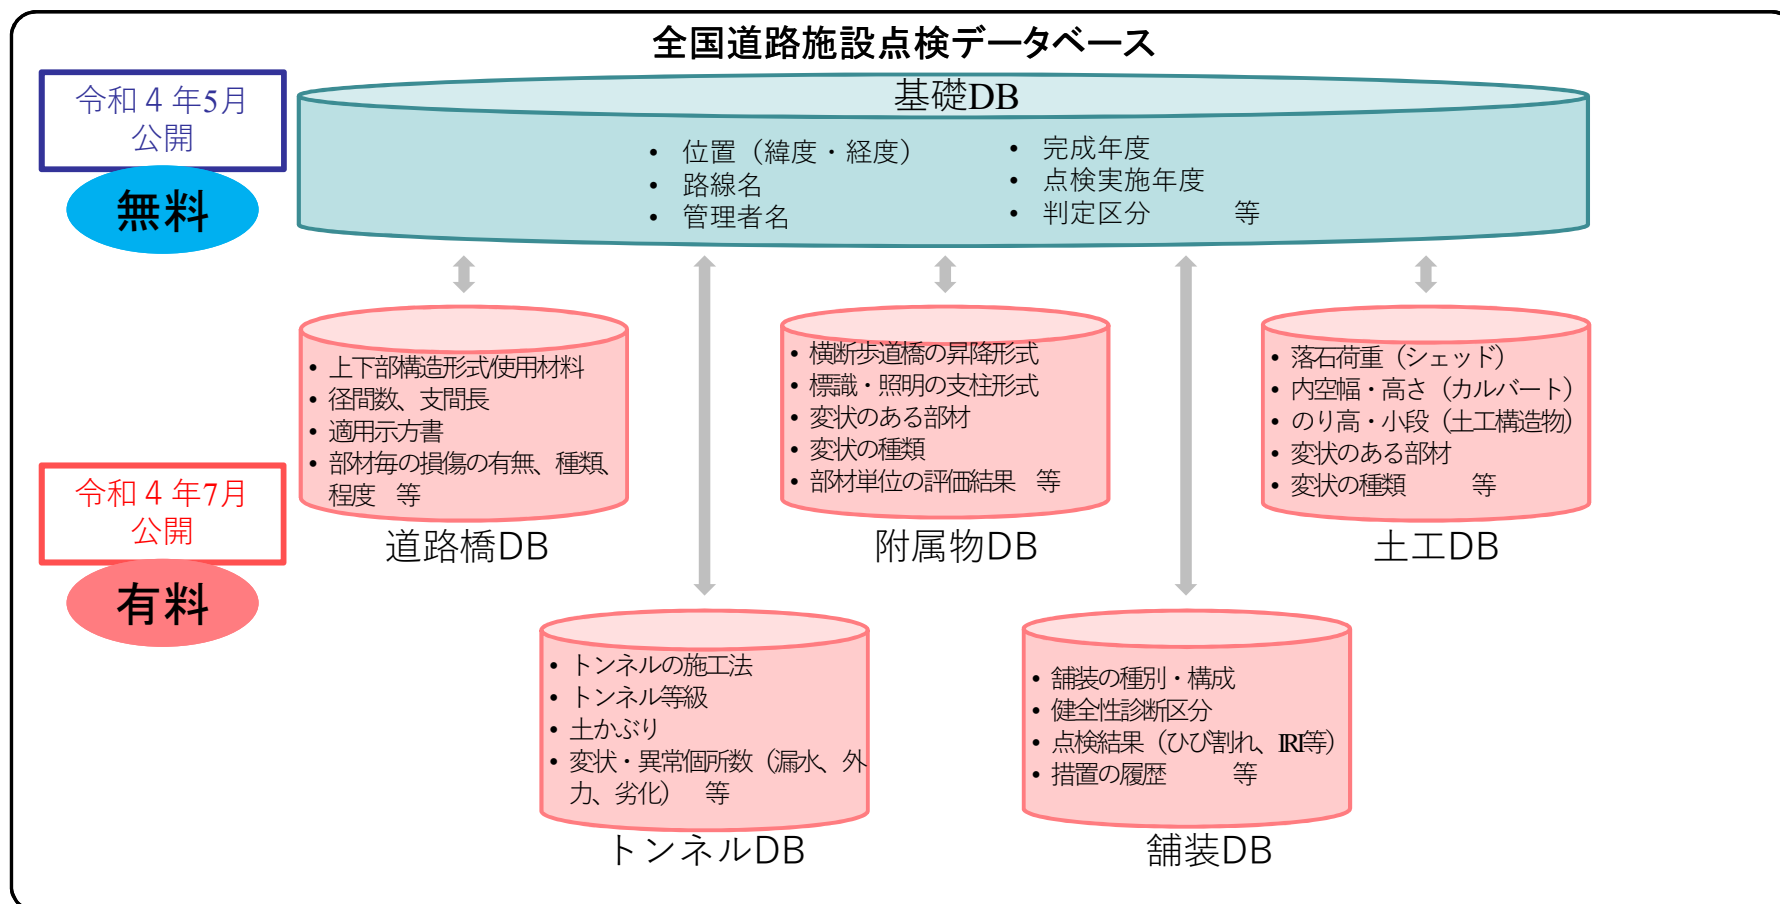 全国道路施設点検データベース
令和４年5月
公開
無料
基礎DB
• 位置（緯度・経度）
• 路線名
• 管理者名
• 完成年度
• 点検実施年度
• 判定区分　　　等
令和４年7月
公開
有料
• 上下部構造形式/使用材料
• 径間数、支間長
• 適用示方書
• 部材毎の損傷の有無、種類、
程度　等
道路橋DB
• 横断歩道橋の昇降形式
• 標識・照明の支柱形式
• 変状のある部材
• 変状の種類
• 部材単位の評価結果　等
附属物DB
• 落石荷重（シェッド）
• 内空幅・高さ（カルバート）
• のり高・小段（土工構造物）
• 変状のある部材
• 変状の種類　　　等
土工DB
• トンネルの施工法
• トンネル等級
• 土かぶり
• 変状・異常個所数（漏水、外
力、劣化）　等
トンネルDB
• 舗装の種別・構成
• 健全性診断区分
• 点検結果（ひび割れ、IRI等）
• 措置の履歴　　　等
舗装DB